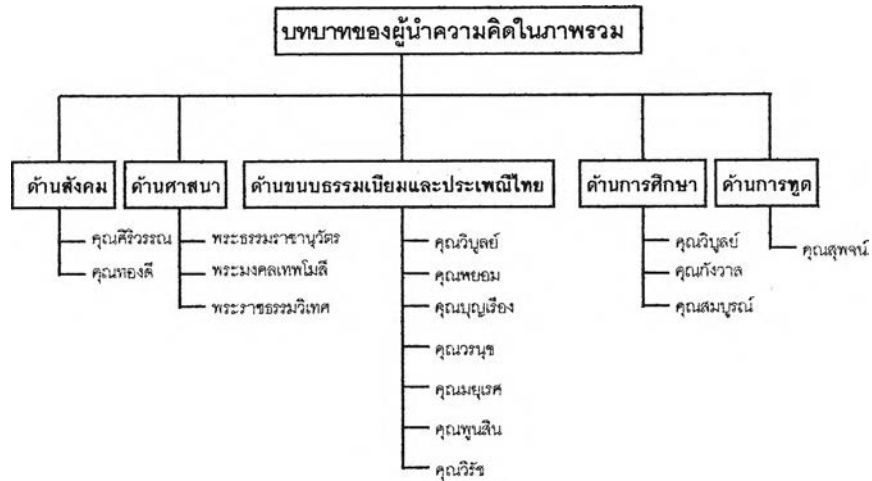 บทบาทของผู้นำความคิดในภาพรวม
ด้านสังคม
คุณศิริวรรณ
คุณทองดี
ด้านศาสนา
พระธรรมราชานุวัตร
พระมงคลเทพโมลี
พระราชธรรมวิเทศ
ด้านขนบธรรมเนียมและประเพณีไทย
คุณวิบูลย์
คุณหยอม
คุณบุญเรือง
คุณวรนุช
คุณมยุเรศ
คุณพูนสิน
คุณวิรัช
ด้านการศึกษา
คุณวิบูลย์
คุณกังวาล
คุณสมบูรณ์
ด้านการทูต
คุณสุพจน์